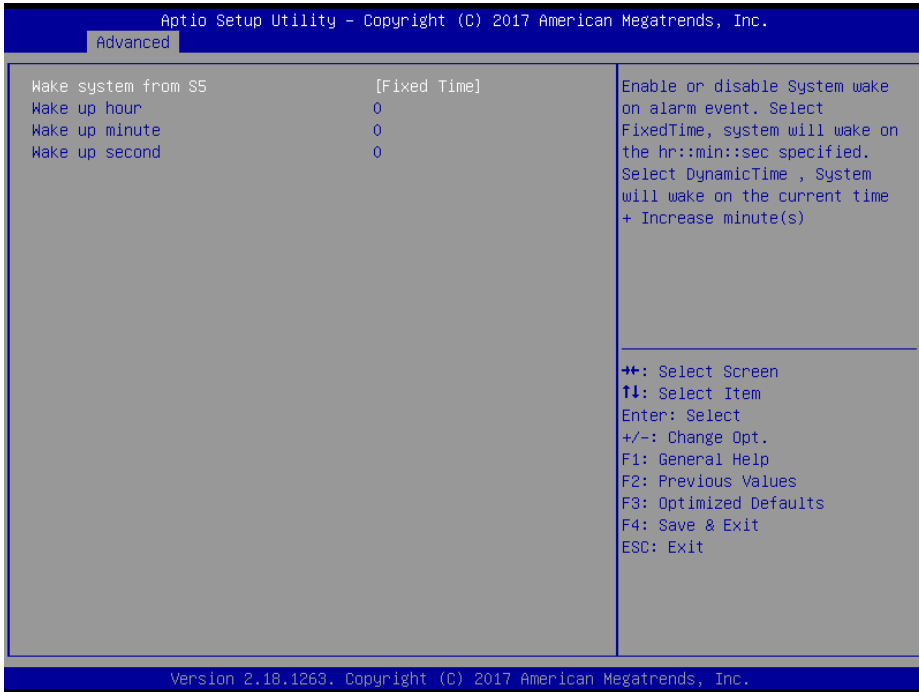 Aptio Setup Utility – Copyright (C) 2017 American Megatrends, Inc.
Advanced
Wake system from S5 [Fixed Time]
Wake up hour 0
Wake up minute 0
Wake up second 0
Enable or disable System wake
on alarm event. Select
FixedTime, system will wake on
the hr::min::sec specified.
Select DynamicTime , System
will wake on the current time
+ Increase minute(s)
→←: Select Screen
↑↓: Select Item
Enter: Select
+/-: Change Opt.
F1: General Help
F2: Previous Values
F3: Optimized Defaults
F4: Save & Exit
ESC: Exit
Version 2.18.1263. Copyright (C) 2017 American Megatrends, Inc.